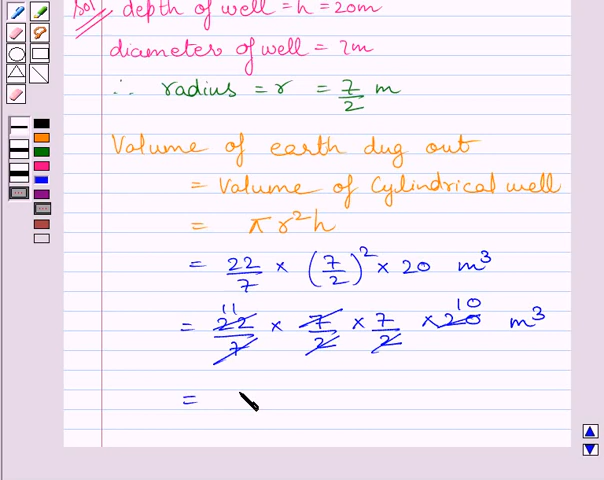 Sol. depth of well = h = 20m
diameter of well = 7m
∴ radius = r = 7/2 m
Volume of earth dug out
= Volume of Cylindrical well
= π r²h
= 22/7 × (7/2)² × 20 m³
11 10
= 22/7 × 7/2 × 7/2 × 20 m³
=